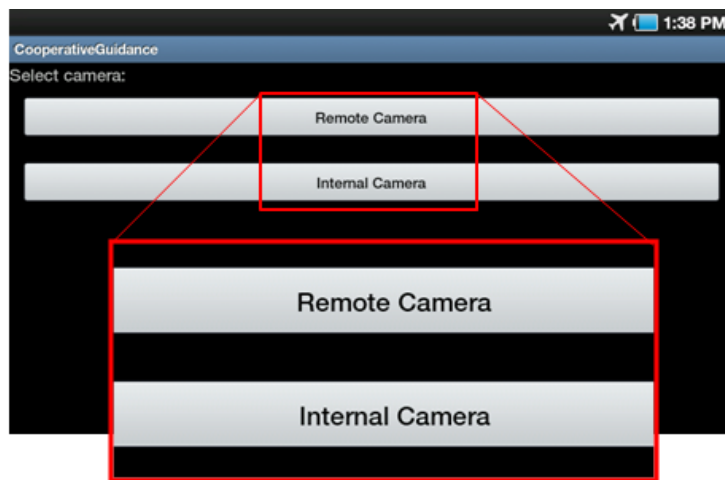 1:38 PM
CooperativeGuidance
Select camera:
Remote Camera
Internal Camera
Remote Camera
Internal Camera